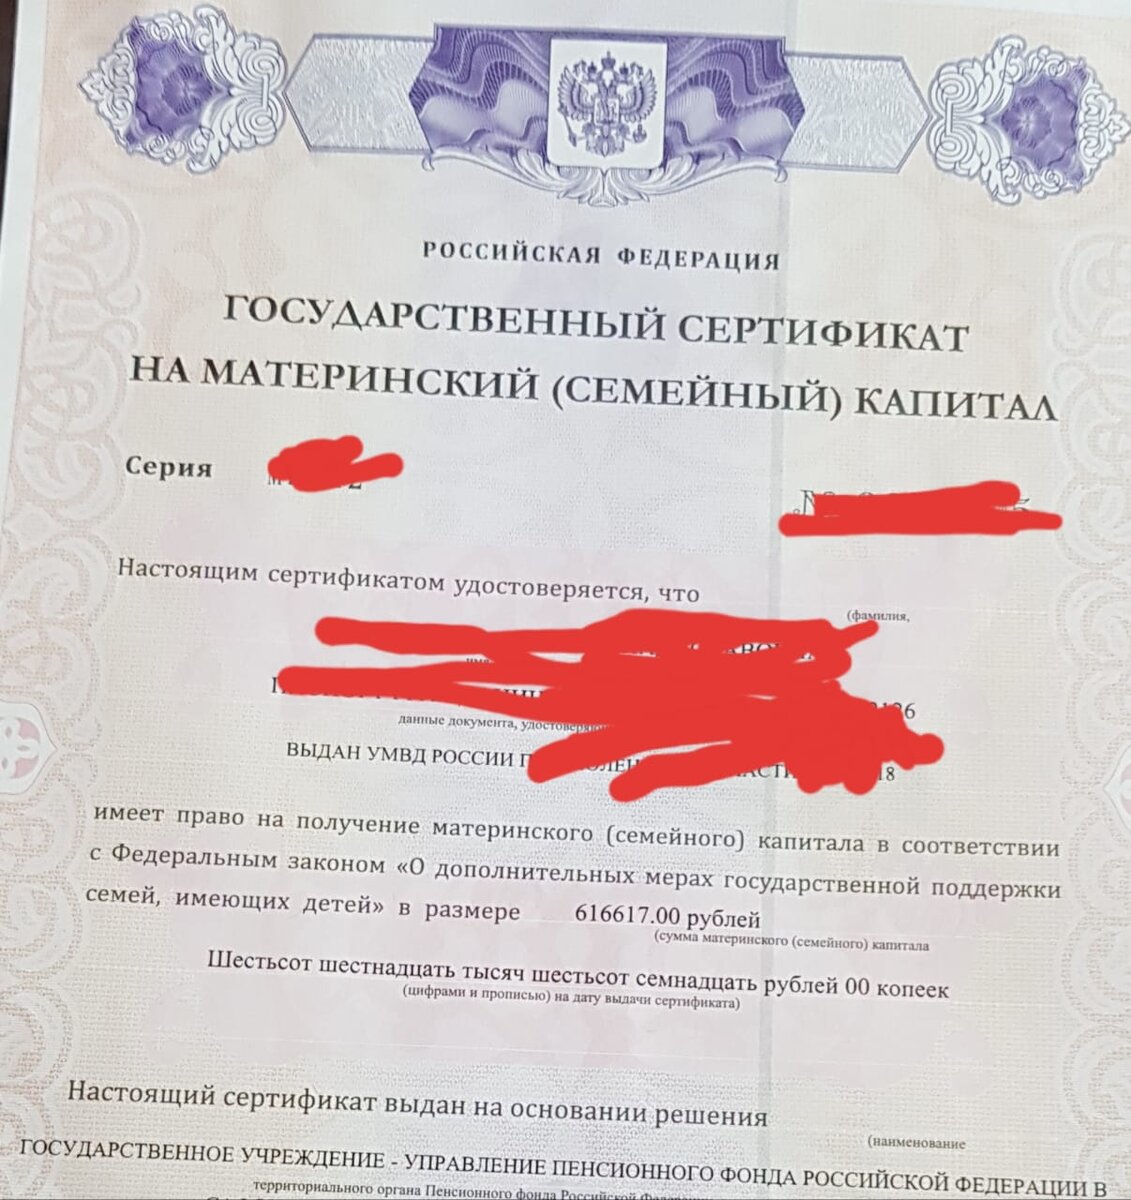 РОССИЙСКАЯ ФЕДЕРАЦИЯ
ГОСУДАРСТВЕННЫЙ СЕРТИФИКАТ
НА МАТЕРИНСКИЙ (СЕМЕЙНЫЙ) КАПИТАЛ
Серия
Настоящим сертификатом удостоверяется, что
(фамилия,
данные документа,
ВЫДАН УМВД РОССИИ
имеет право на получение материнского (семейного) капитала в соответствии
с Федеральным законом «О дополнительных мерах государственной поддержки
семей, имеющих детей» в размере 616617.00 рублей
(сумма материнского (семейного) капитала
Шестьсот шестнадцать тысяч шестьсот семнадцать рублей 00 копеек
(цифрами и прописью) на дату выдачи сертификата)
Настоящий сертификат выдан на основании решения
(наименование
ГОСУДАРСТВЕННОЕ УЧРЕЖДЕНИЕ - УПРАВЛЕНИЕ ПЕНСИОННОГО ФОНДА РОССИЙСКОЙ ФЕДЕРАЦИИ В
территориального органа Пенсионного фонда Российской